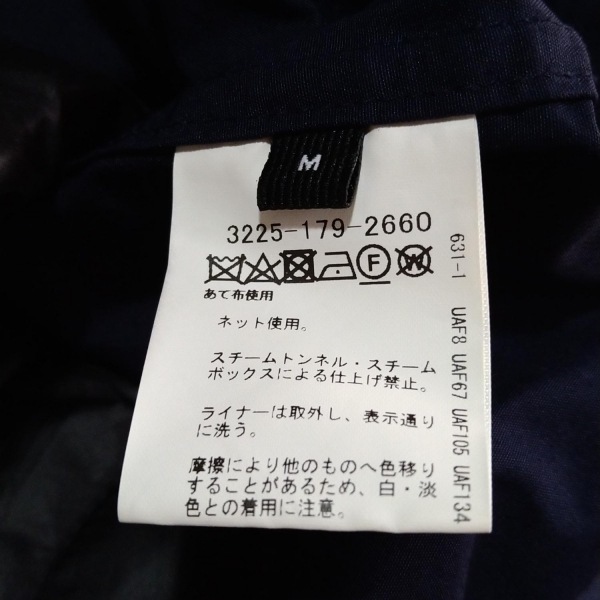 M
3225-179-2660
F
W
あて布使用
ネット使用。
スチームトンネル・スチーム
ボックスによる仕上げ禁止。
ライナーは取外し、表示通り
に洗う。
摩擦により他のものへ色移り
することがあるため、白・淡
色との着用に注意。
631-1 UAF8 UAF67 UAF105 UAF134